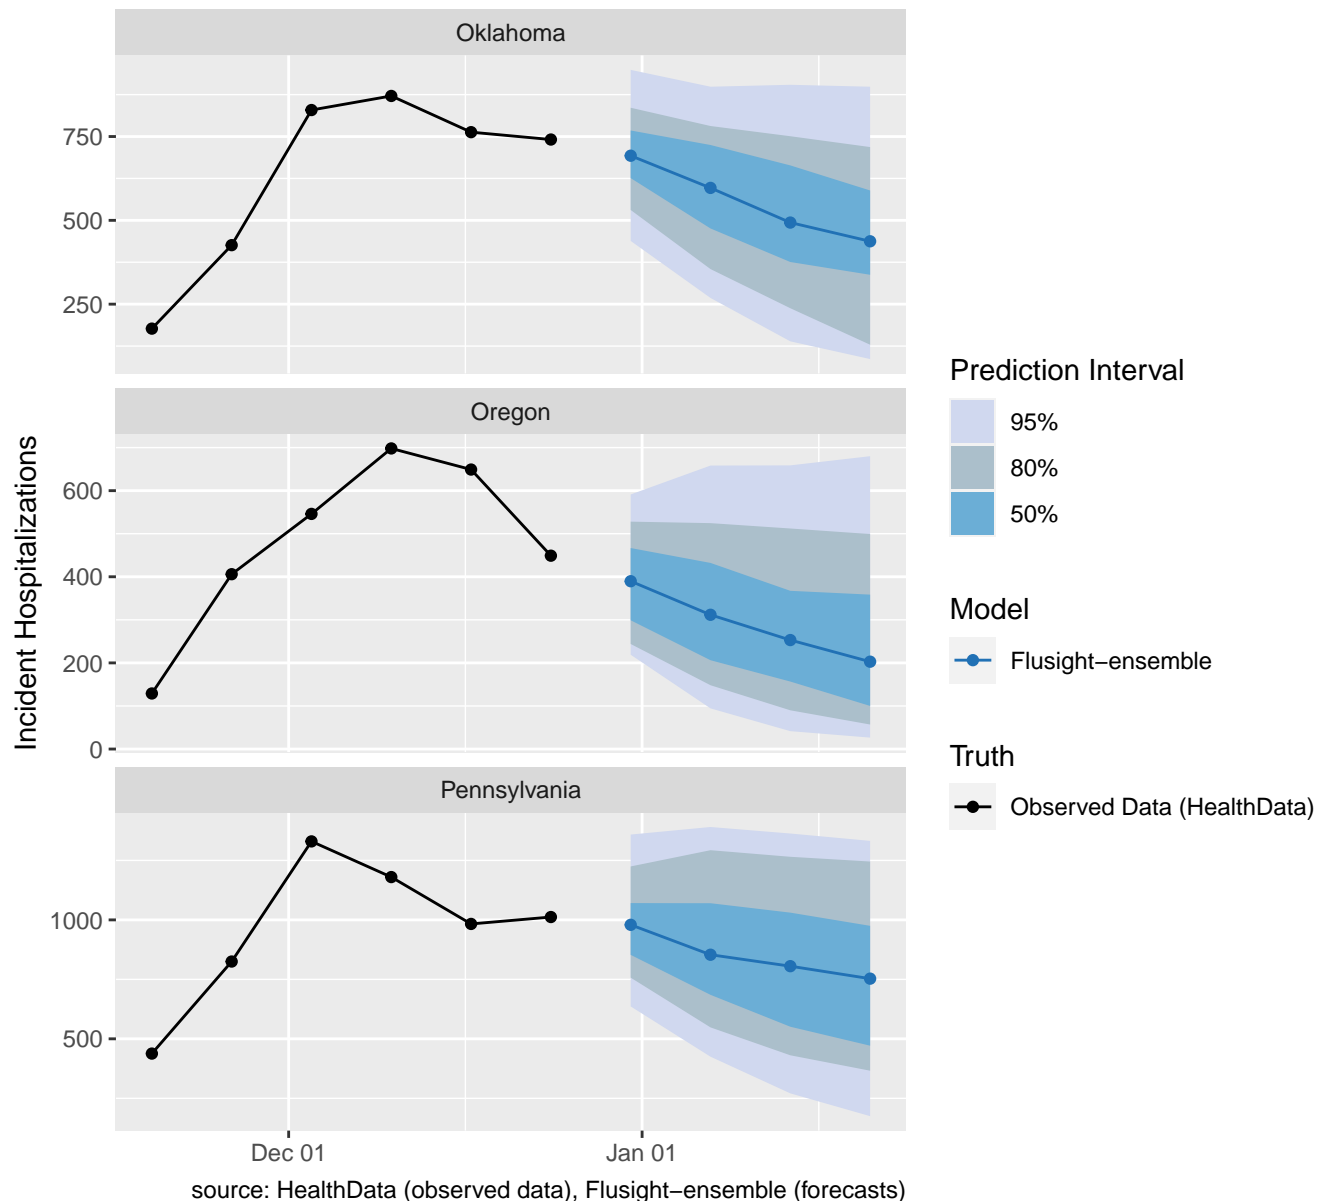 Oklahoma
750
500
250
Oregon
600
400
200
0
Pennsylvania
1000
500
Dec 01
Jan 01
Incident Hospitalizations
source: HealthData (observed data), Flusight−ensemble (forecasts)
Prediction Interval
95%
80%
50%
Model
Flusight−ensemble
Truth
Observed Data (HealthData)